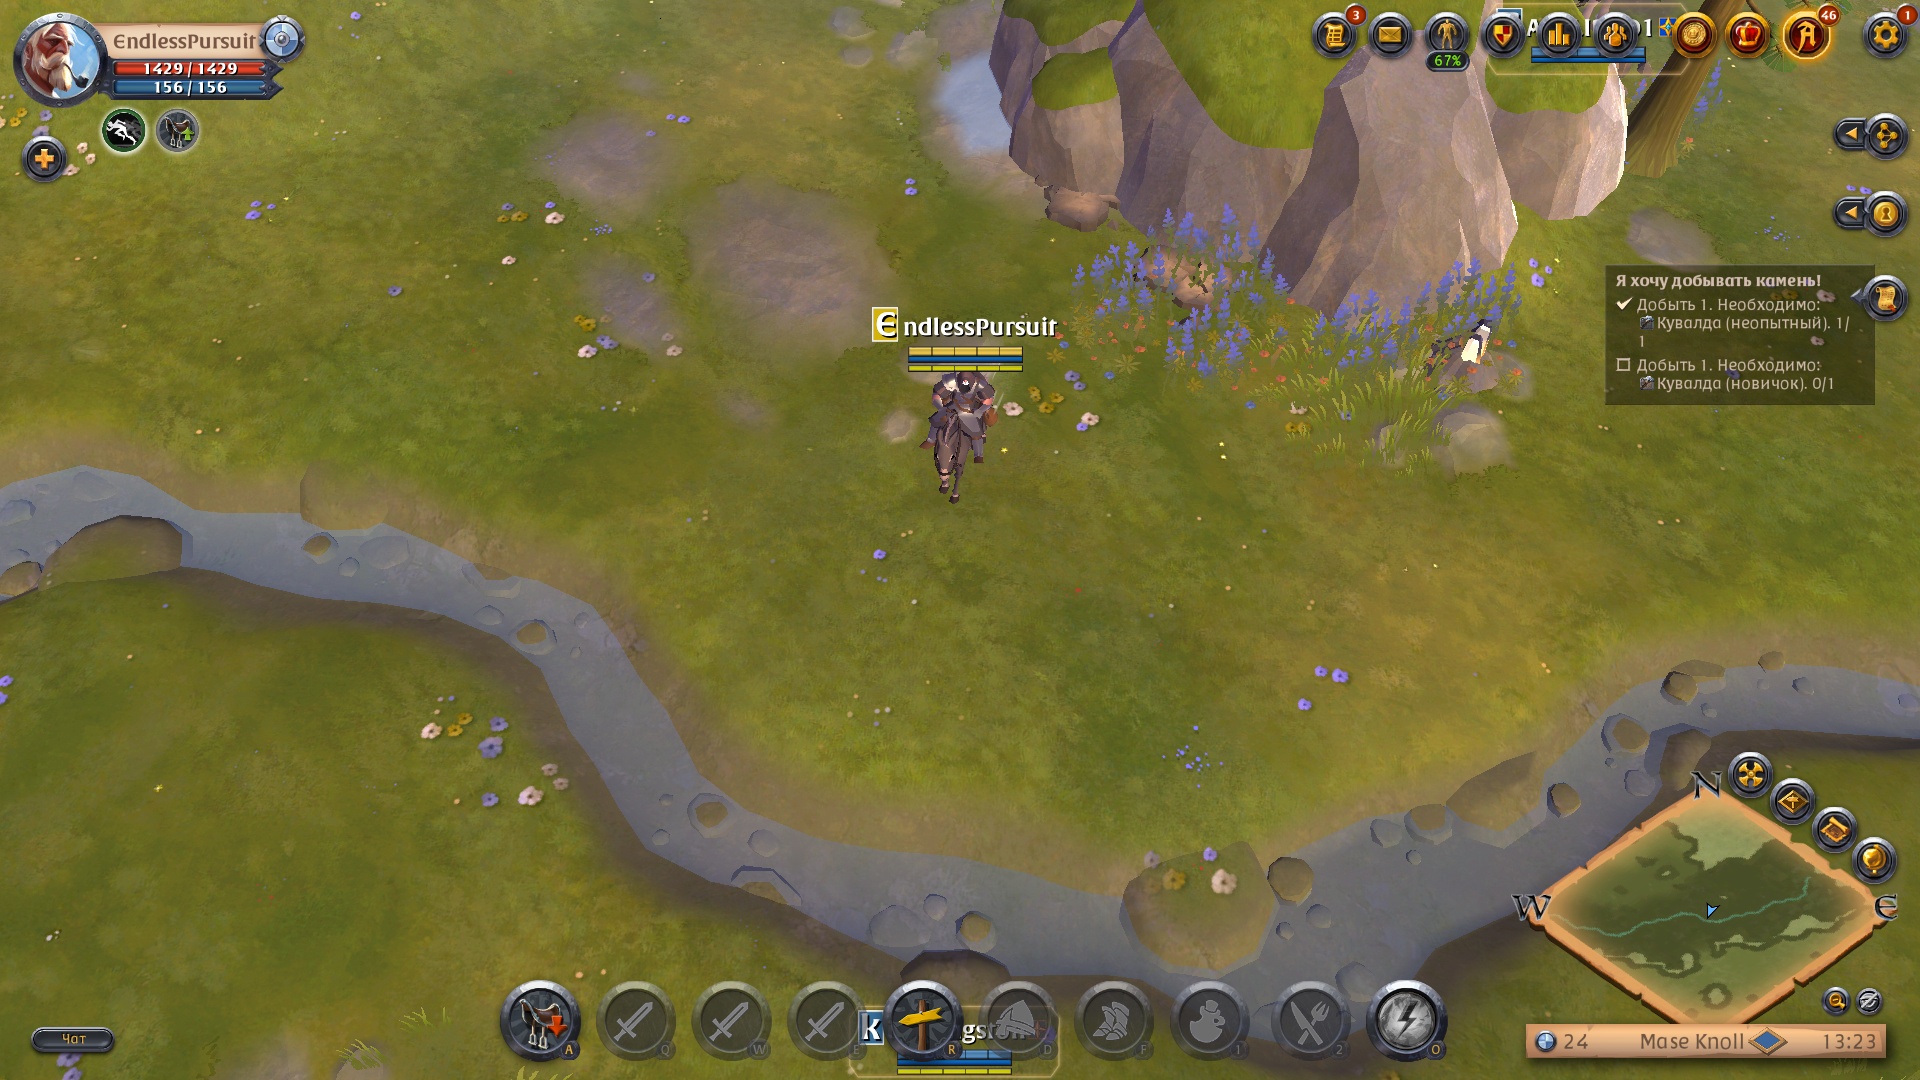 EndlessPursuit
1429 / 1429
156 / 156
3
67%
46
1
ЕndlessPursuit
Я хочу добывать камень!
Добыть 1. Необходимо:
Кувалда (неопытный). 1/
1
Добыть 1. Необходимо:
Кувалда (новичок). 0/1
N
W
E
A
Q
W
E
R
D
F
1
2
O
Чат
24
Mase Knoll
13:23